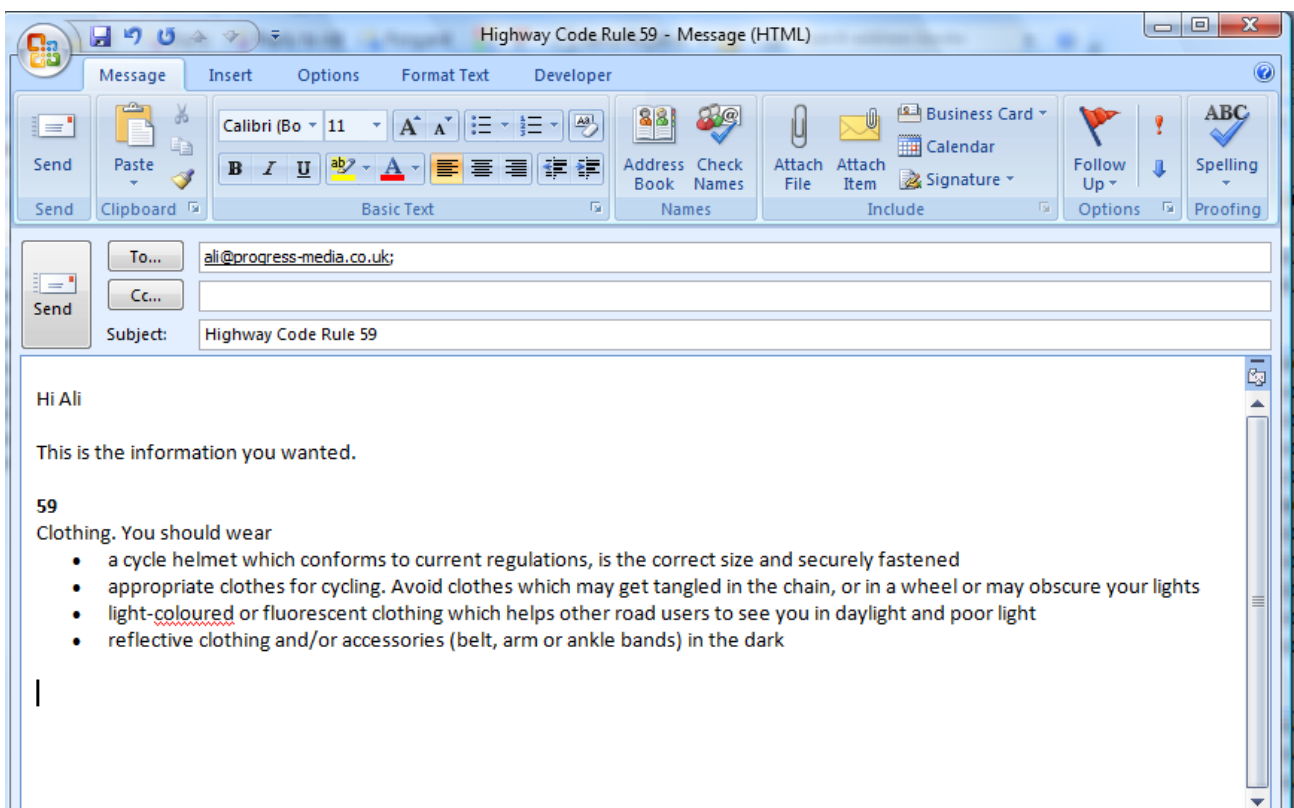 Highway Code Rule 59 - Message (HTML)
Message Insert Options Format Text Developer
Calibri (Bo 11
Business Card
Calendar
Signature
ABC
Send Paste
B I U ab A
Address Book Check Names
Attach File Attach Item
Follow Up
Spelling
Send Clipboard Basic Text Names Include Options Proofing
To... ali@progress-media.co.uk;
Cc...
Send
Subject: Highway Code Rule 59
Hi Ali
This is the information you wanted.
59
Clothing. You should wear
• a cycle helmet which conforms to current regulations, is the correct size and securely fastened
• appropriate clothes for cycling. Avoid clothes which may get tangled in the chain, or in a wheel or may obscure your lights
• light-coloured or fluorescent clothing which helps other road users to see you in daylight and poor light
• reflective clothing and/or accessories (belt, arm or ankle bands) in the dark